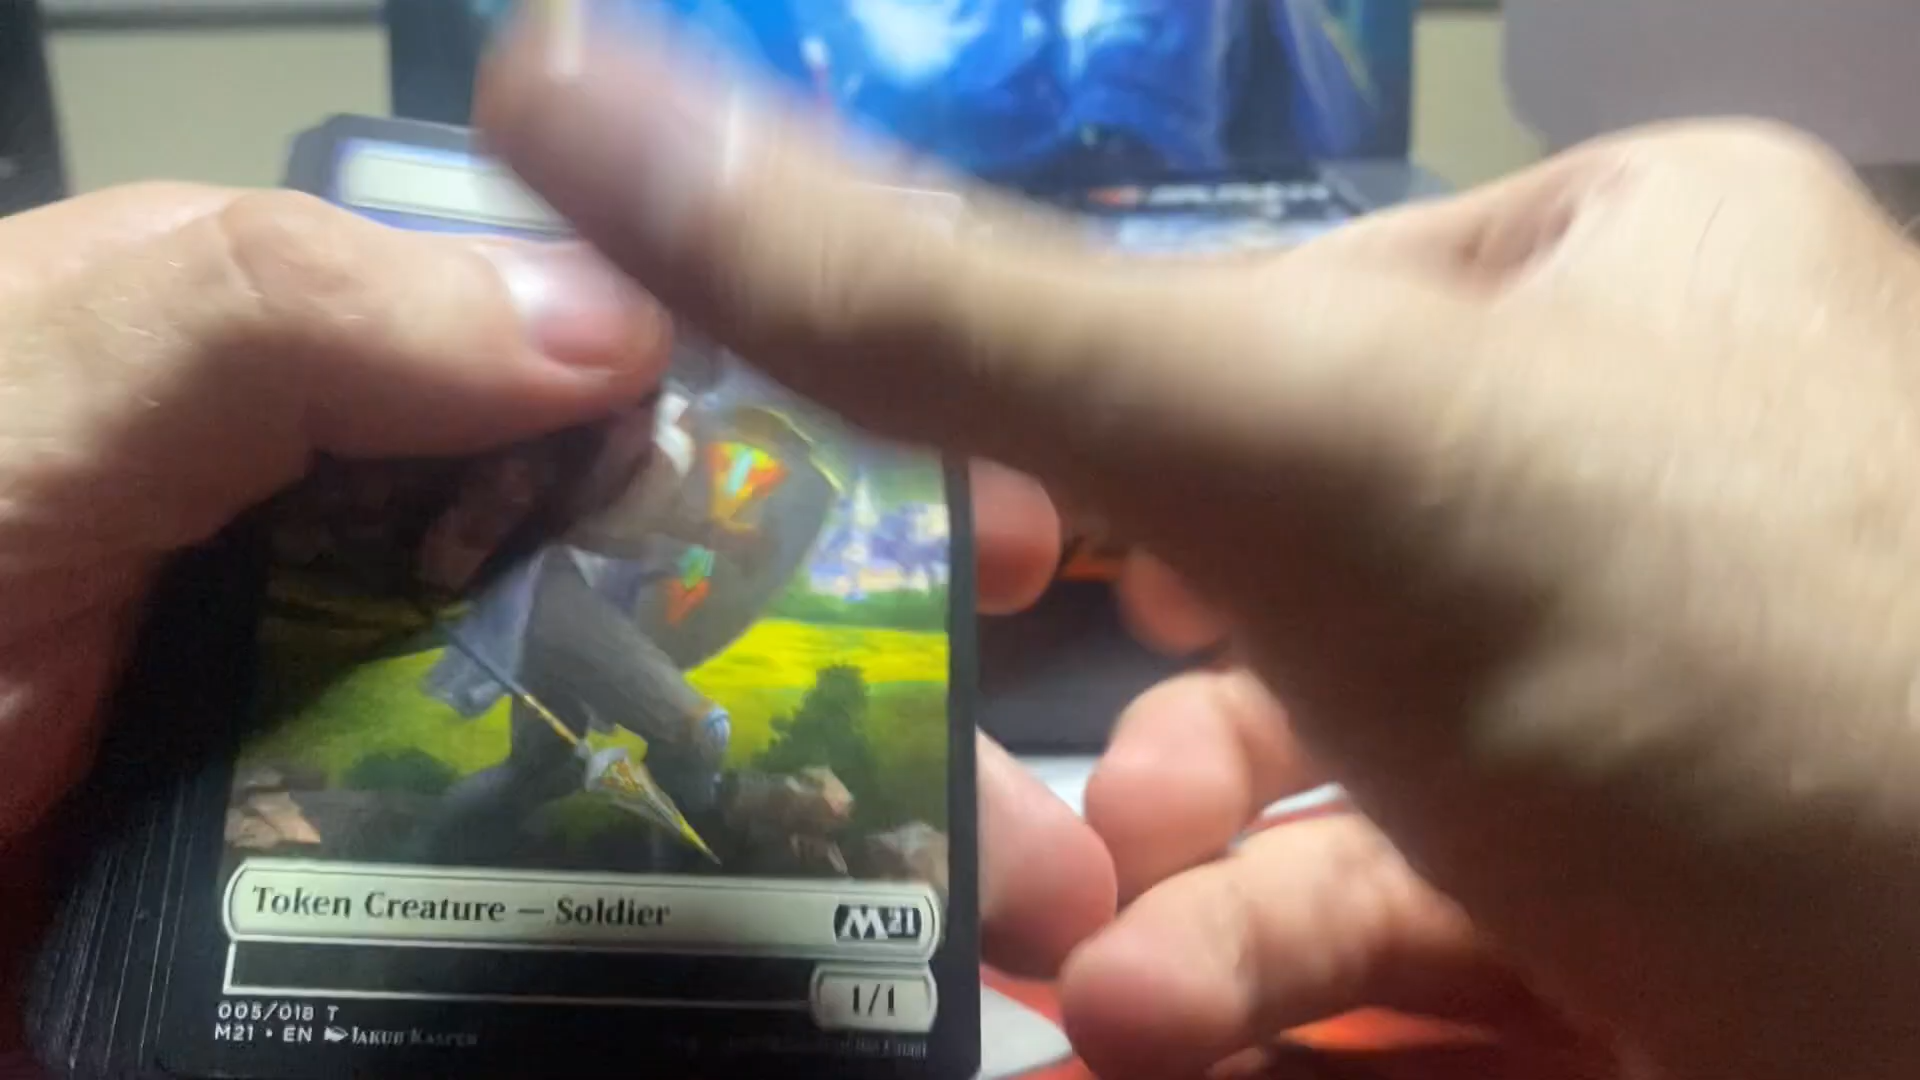 Token Creature — Soldier M21
1/1
005/018 T
M21 • EN Jakub Kasper